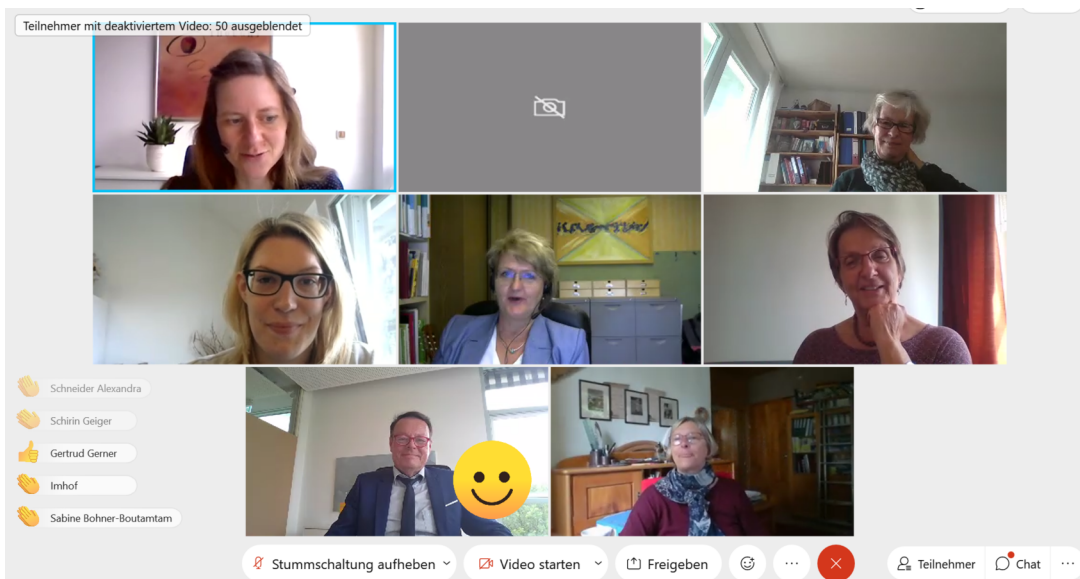 Teilnehmer mit deaktiviertem Video: 50 ausgeblendet
Schneider Alexandra
Schirin Geiger
Gertrud Gerner
Imhof
Sabine Bohner-Boutamtam
Stummschaltung aufheben
Video starten
Freigeben
Teilnehmer
Chat